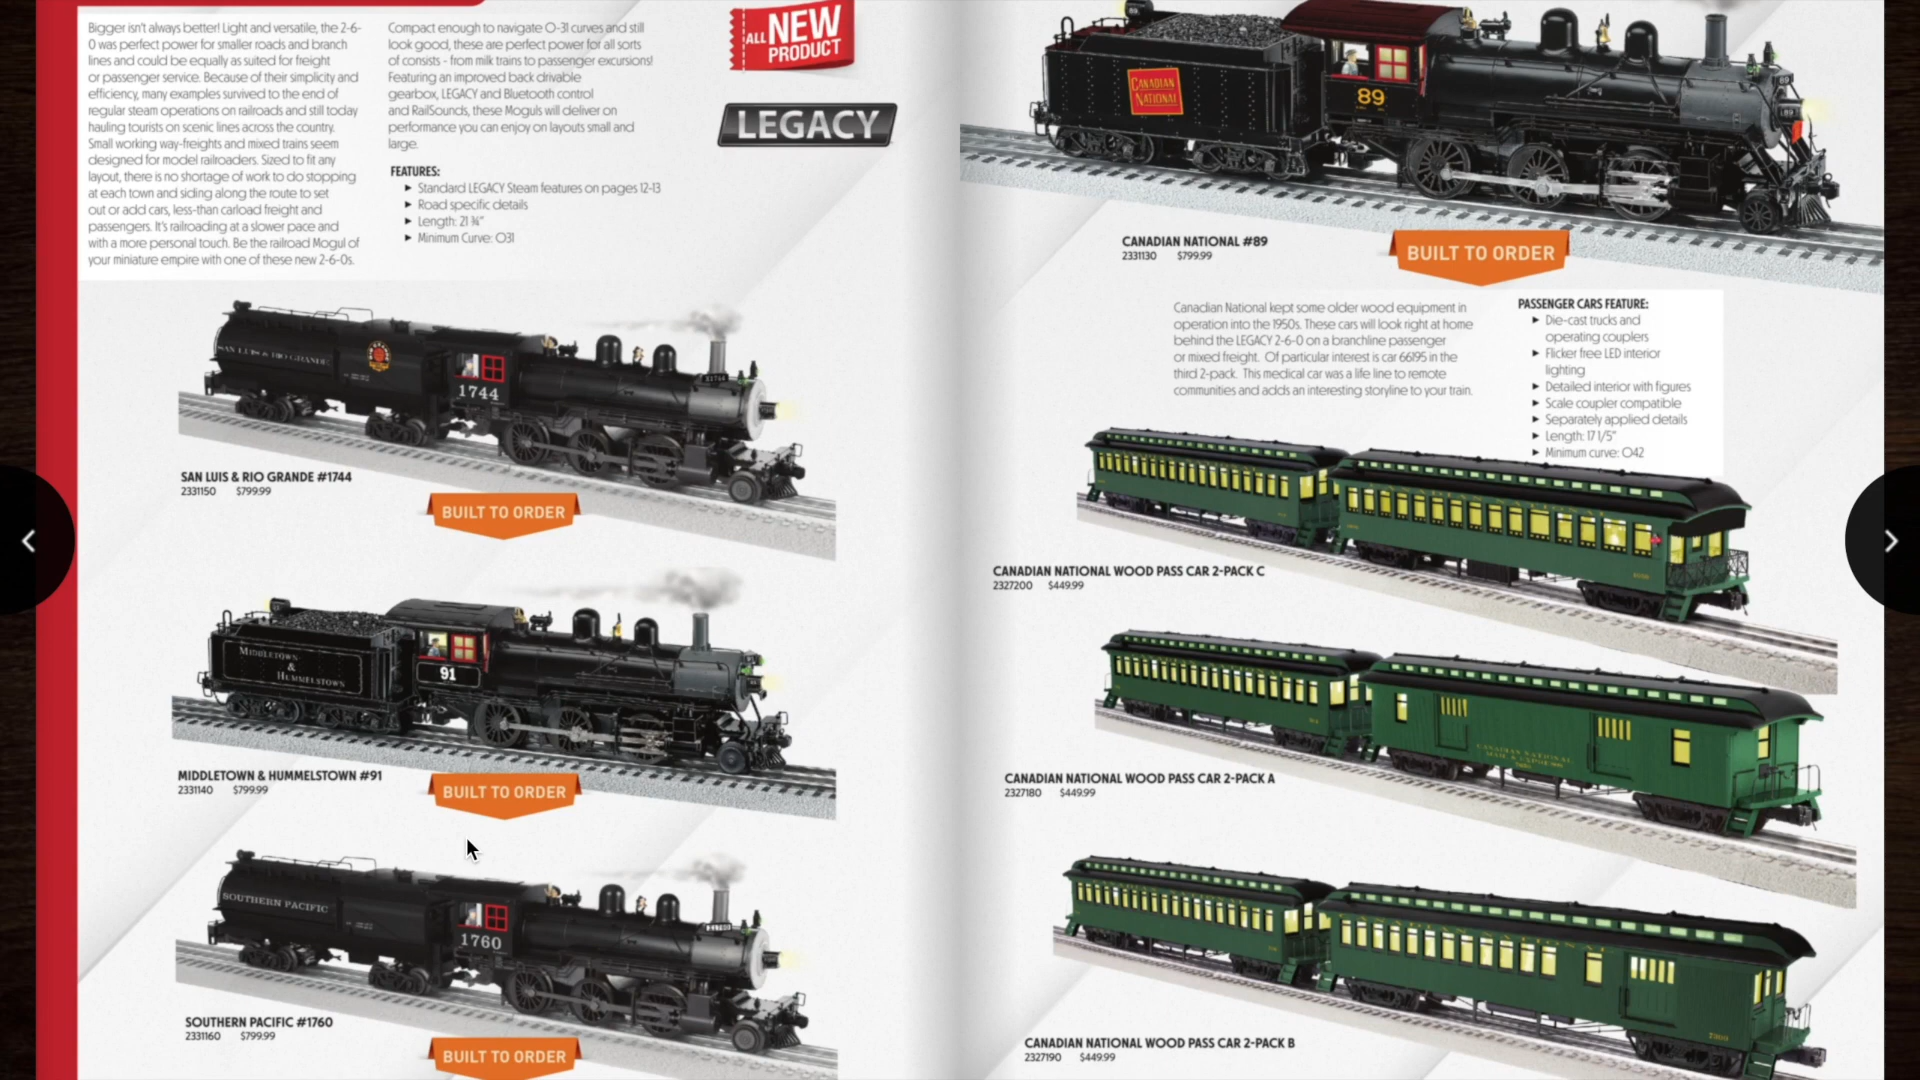 Bigger isn't always better! Light and versatile, the 2-6-
0 was perfect power for smaller roads and branch
lines and could be equally as suited for freight
or passenger service. Because of their simplicity and
efficiency, many examples survived to the end of
regular steam operations on railroads and still today
hauling tourists on scenic lines across the country.
Small working way-freights and mixed trains seem
designed for model railroaders. Sized to fit any
layout, there is no shortage of work to do stopping
at each town and siding along the route to set
out or add cars, less-than carload freight and
passengers. It's railroading at a slower pace and
with a more personal touch. Be the railroad Mogul of
your miniature empire with one of these new 2-6-0s.
Compact enough to navigate O-31 curves and still
look good, these are perfect power for all sorts
of consists - from milk trains to passenger excursions!
Featuring an improved back drivable
gearbox, LEGACY and Bluetooth control
and RailSounds, these Moguls will deliver on
performance you can enjoy on layouts small and
large.
FEATURES:
Standard LEGACY Steam features on pages 12-13
Road specific details
Length: 21 ¾"
Minimum Curve: O31
ALL NEW
PRODUCT
LEGACY
SAN LUIS & RIO GRANDE
1744
SAN LUIS & RIO GRANDE #1744
2331150 $799.99
BUILT TO ORDER
MIDDLETOWN
&
HUMMELSTOWN
91
MIDDLETOWN & HUMMELSTOWN #91
2331140 $799.99
BUILT TO ORDER
SOUTHERN PACIFIC
1760
SOUTHERN PACIFIC #1760
2331160 $799.99
BUILT TO ORDER
CANADIAN
NATIONAL
89
89
89
CANADIAN NATIONAL #89
2331130 $799.99
BUILT TO ORDER
Canadian National kept some older wood equipment in
operation into the 1950s. These cars will look right at home
behind the LEGACY 2-6-0 on a branchline passenger
or mixed freight. Of particular interest is car 66195 in the
third 2-pack. This medical car was a life line to remote
communities and adds an interesting storyline to your train.
PASSENGER CARS FEATURE:
Die-cast trucks and
operating couplers
Flicker free LED interior
lighting
Detailed interior with figures
Scale coupler compatible
Separately applied details
Length: 17 1/5"
Minimum curve: O42
CANADIAN NATIONAL WOOD PASS CAR 2-PACK C
2327200 $449.99
CANADIAN NATIONAL
MAIL & EXPRESS
CANADIAN NATIONAL WOOD PASS CAR 2-PACK A
2327180 $449.99
CANADIAN NATIONAL
CANADIAN NATIONAL WOOD PASS CAR 2-PACK B
2327190 $449.99